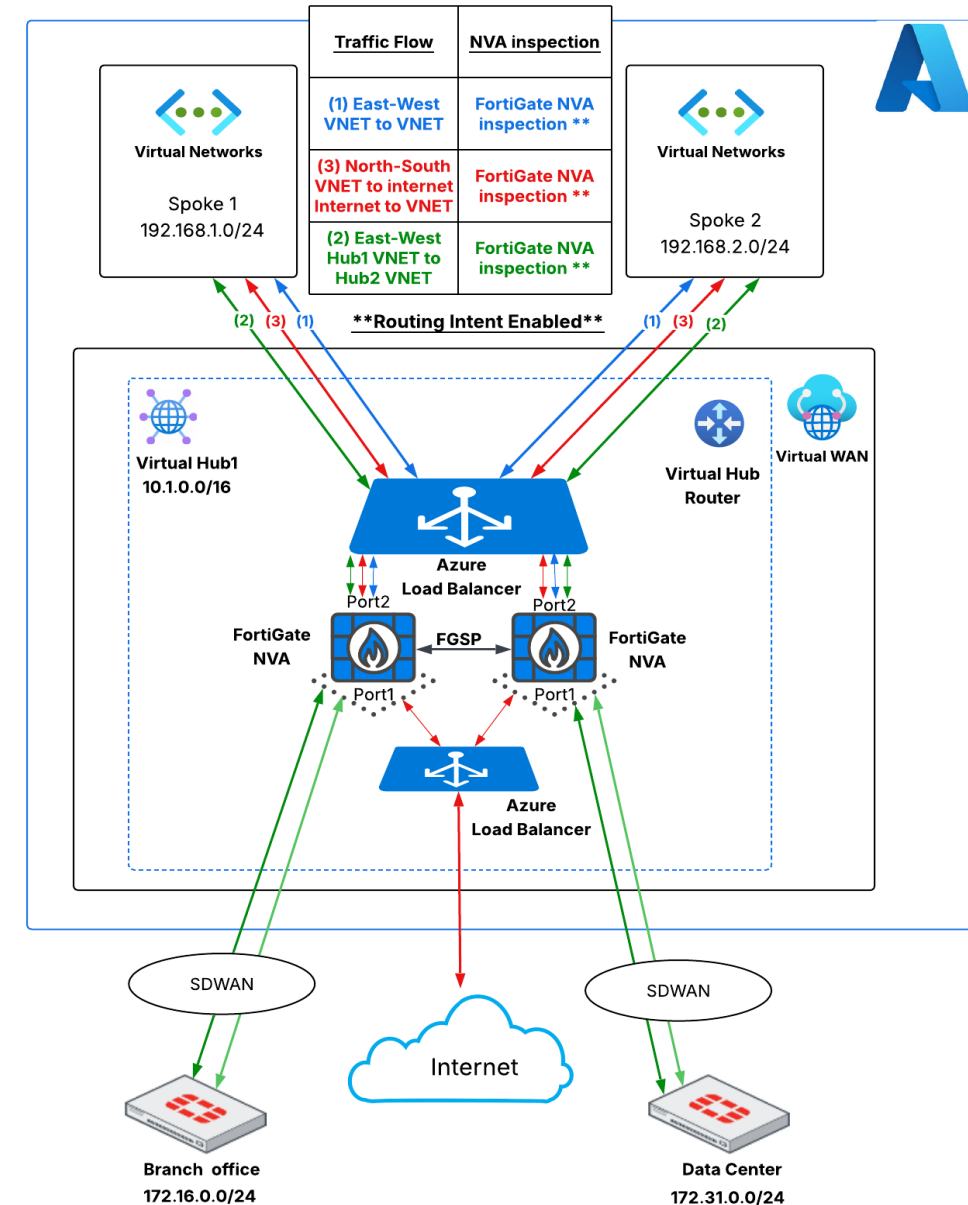 Traffic Flow
NVA inspection
(1) East-West
VNET to VNET
FortiGate NVA
inspection **
(3) North-South
VNET to internet
Internet to VNET
FortiGate NVA
inspection **
(2) East-West
Hub1 VNET to
Hub2 VNET
FortiGate NVA
inspection **
Virtual Networks
Spoke 1
192.168.1.0/24
Virtual Networks
Spoke 2
192.168.2.0/24
(2)
(3)
(1)
**Routing Intent Enabled**
(1)
(3)
(2)
Virtual Hub1
10.1.0.0/16
Virtual Hub
Router
Virtual WAN
Azure
Load Balancer
Port2
Port2
FortiGate
NVA
FGSP
FortiGate
NVA
Port1
Port1
Azure
Load Balancer
SDWAN
SDWAN
Internet
Branch office
172.16.0.0/24
Data Center
172.31.0.0/24